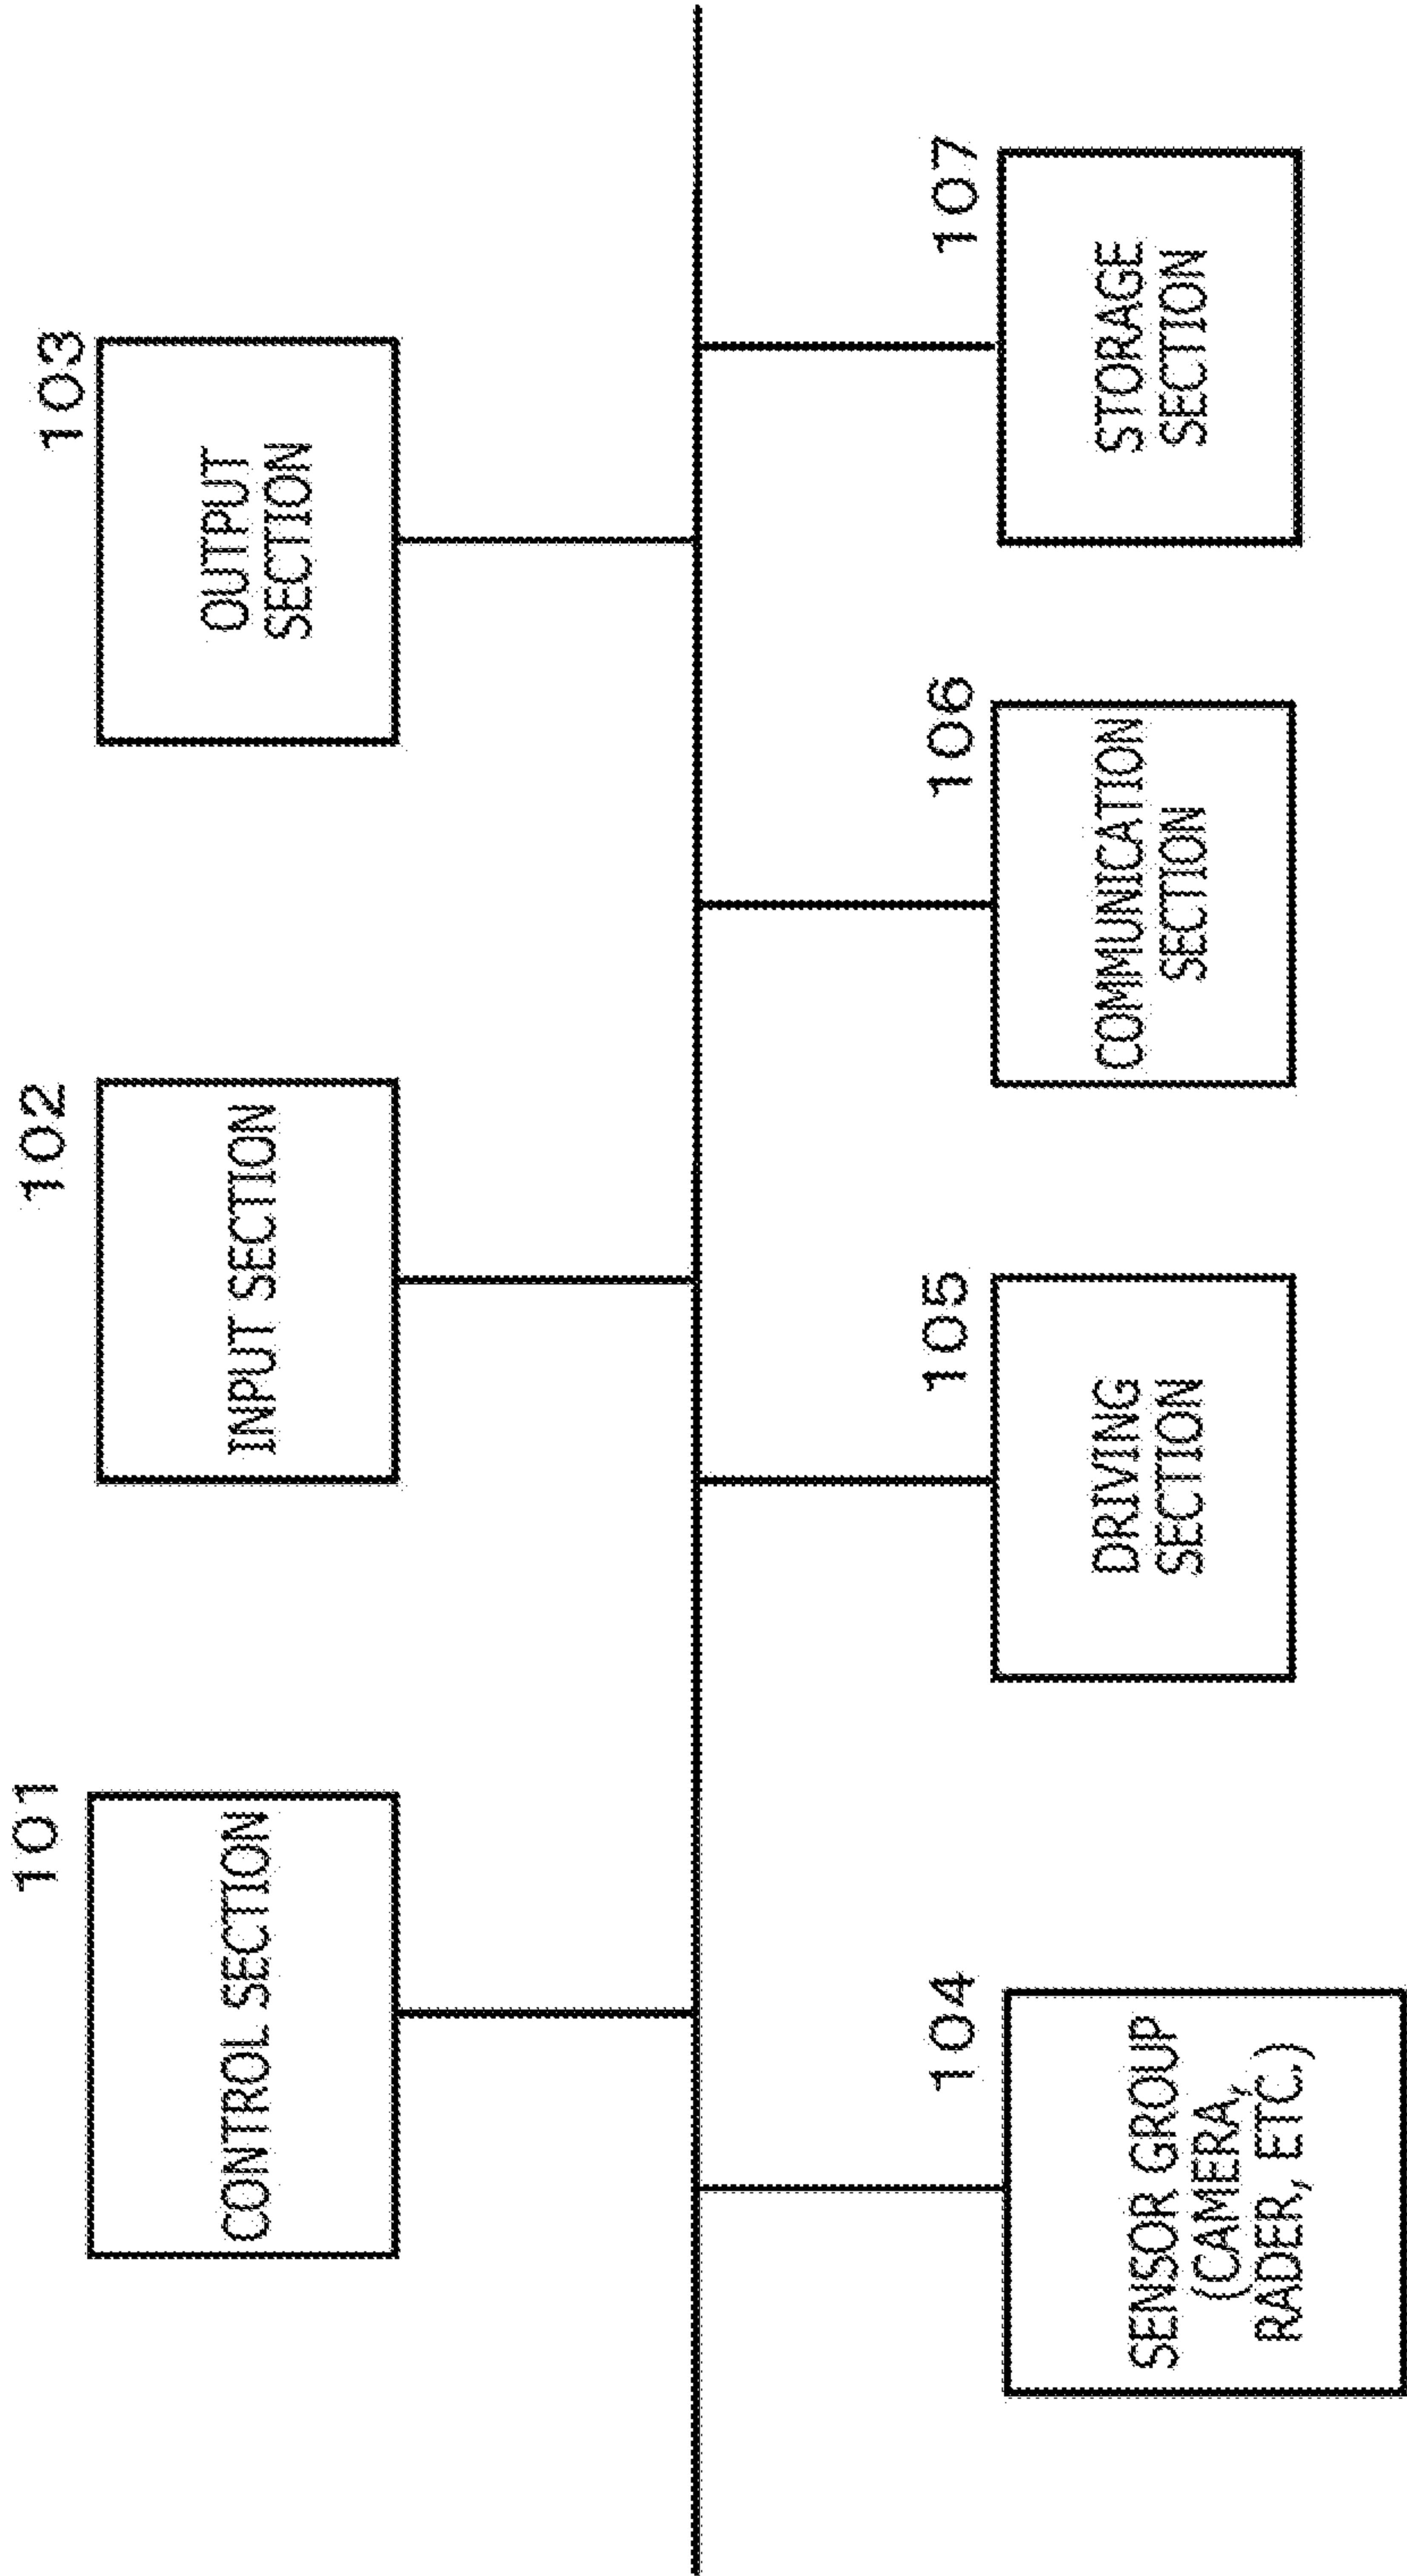 101
CONTROL SECTION
102
INPUT SECTION
103
OUTPUT
SECTION
104
SENSOR GROUP
(CAMERA,
RADER, ETC.)
105
DRIVING
SECTION
106
COMMUNICATION
SECTION
107
STORAGE
SECTION